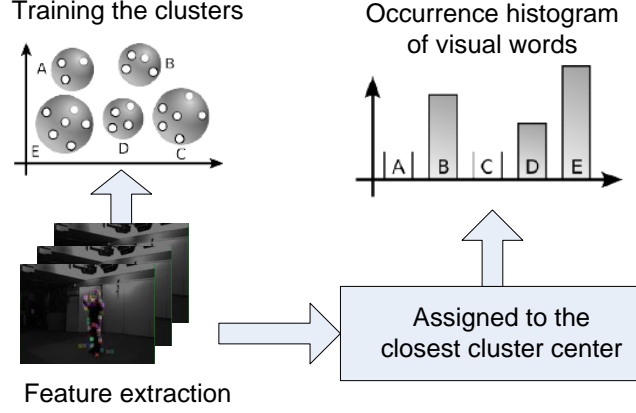 Training the clusters
A
B
E
D
C
Occurrence histogram
of visual words
A B C D E
Feature extraction
Assigned to the
closest cluster center